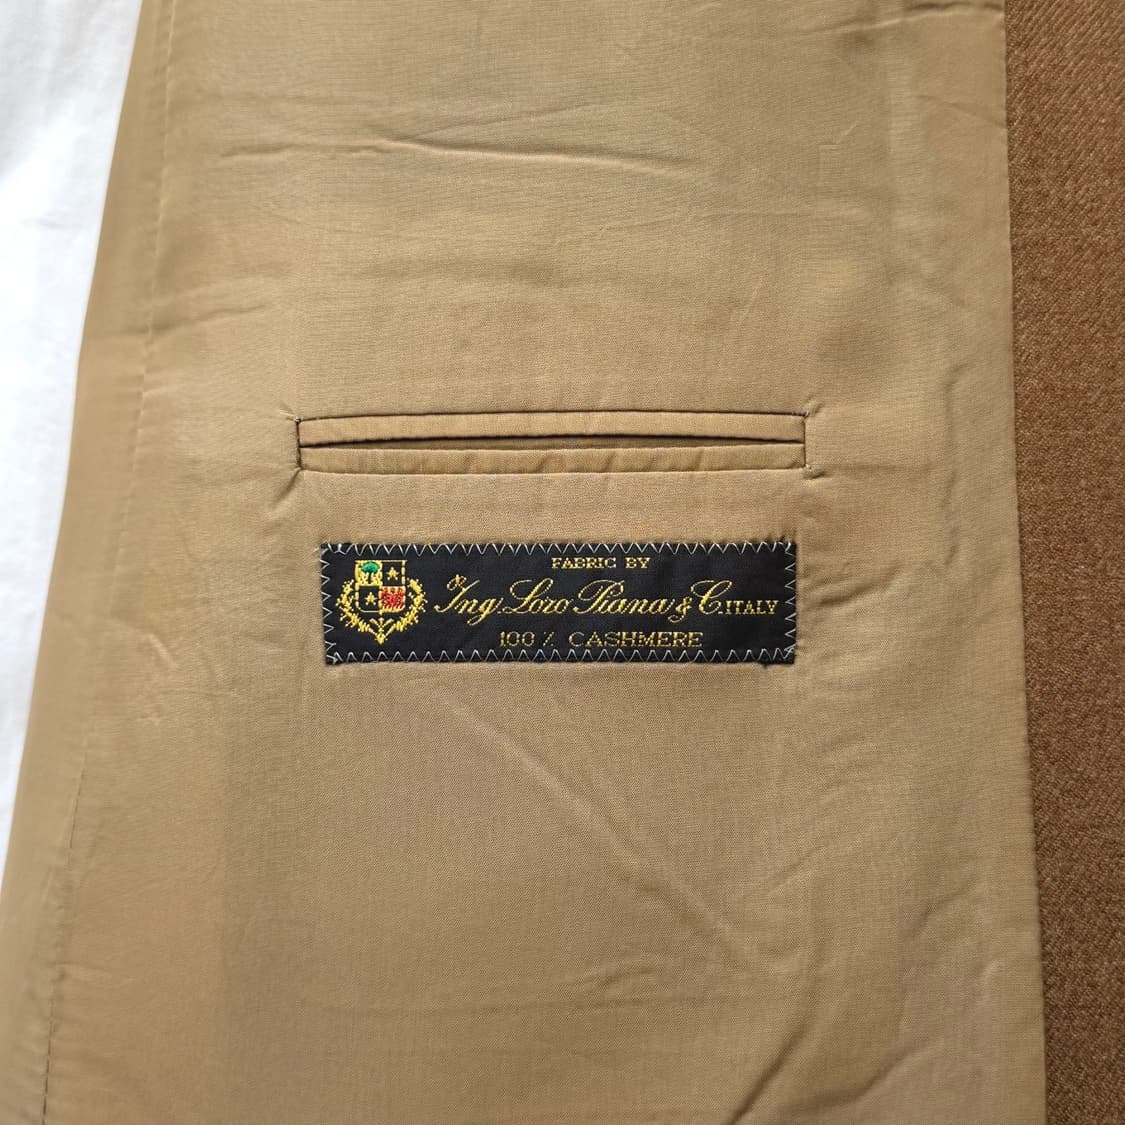 FABRIC BY
Ing. Loro Piana & C. ITALY
100 % CASHMERE